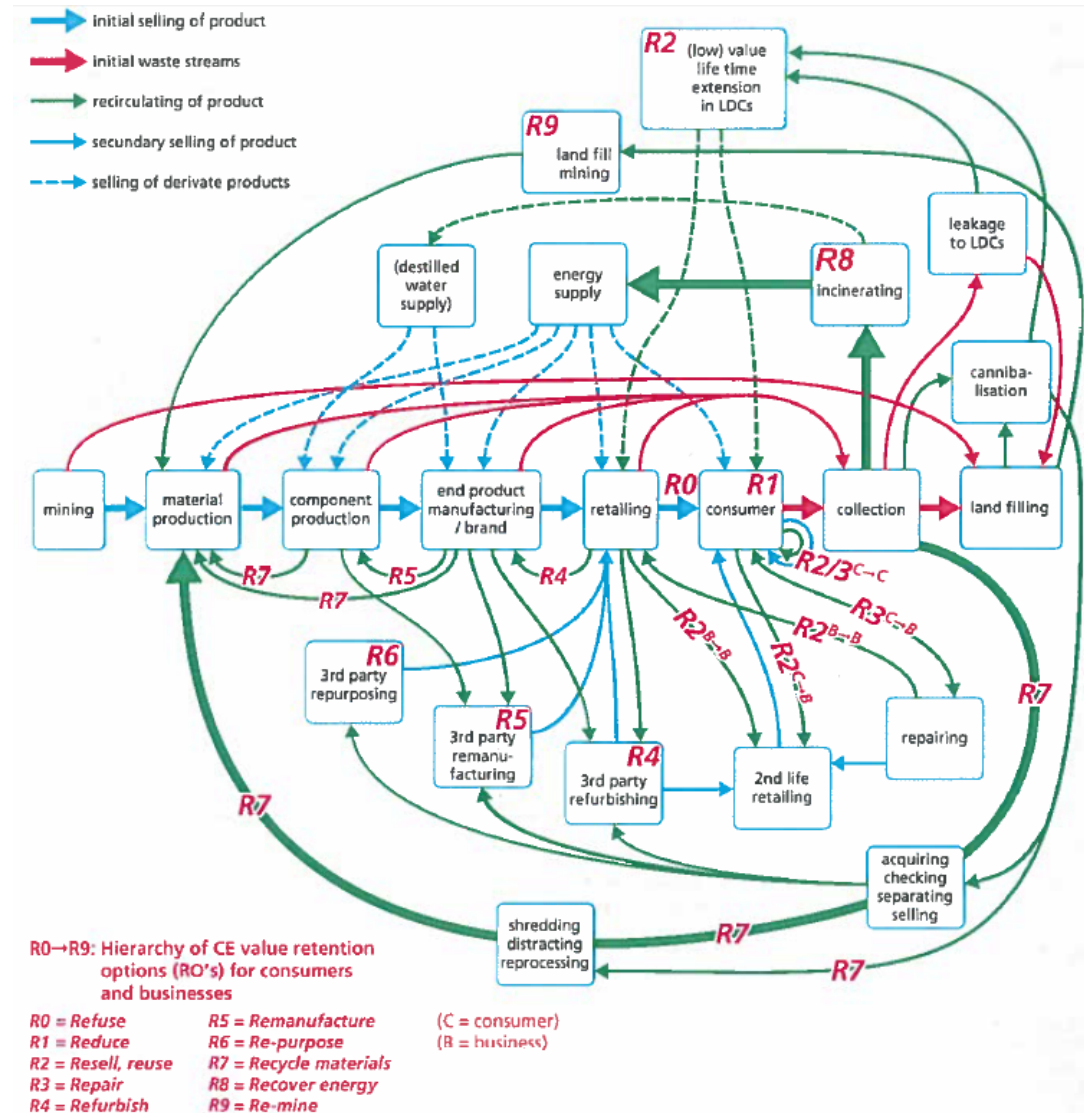 initial selling of product
initial waste streams
recirculating of product
secundary selling of product
selling of derivate products
R2 (low) value
life time
extension
in LDCs
R9
land fill
mining
leakage
to LDCs
(destilled
water
supply)
energy
supply
R8
incinerating
canniba-
lisation
mining
material
production
component
production
end product
manufacturing
/ brand
retailing
R0
R1
consumer
collection
land filling
R2/3 C→C
R7
R5
R4
R7
R3 C→B
R2 B→B
R2 B→B
R2 C→B
R6
3rd party
repurposing
R5
3rd party
remanu-
facturing
R4
3rd party
refurbishing
2nd life
retailing
repairing
R7
R7
acquiring
checking
separating
selling
shredding
distracting
reprocessing
R7
R7
R0→R9: Hierarchy of CE value retention
options (RO's) for consumers
and businesses
R0 = Refuse R5 = Remanufacture (C = consumer)
R1 = Reduce R6 = Re-purpose (B = business)
R2 = Resell, reuse R7 = Recycle materials
R3 = Repair R8 = Recover energy
R4 = Refurbish R9 = Re-mine